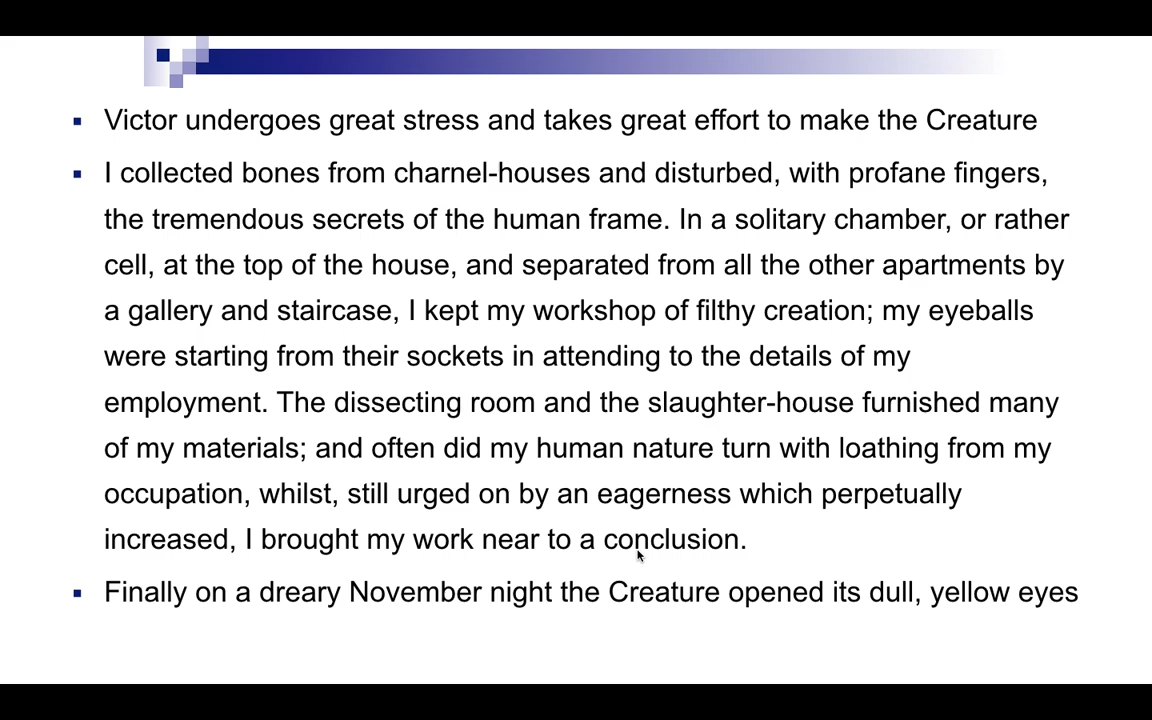 Victor undergoes great stress and takes great effort to make the Creature
I collected bones from charnel-houses and disturbed, with profane fingers,
the tremendous secrets of the human frame. In a solitary chamber, or rather
cell, at the top of the house, and separated from all the other apartments by
a gallery and staircase, I kept my workshop of filthy creation; my eyeballs
were starting from their sockets in attending to the details of my
employment. The dissecting room and the slaughter-house furnished many
of my materials; and often did my human nature turn with loathing from my
occupation, whilst, still urged on by an eagerness which perpetually
increased, I brought my work near to a conclusion.
Finally on a dreary November night the Creature opened its dull, yellow eyes